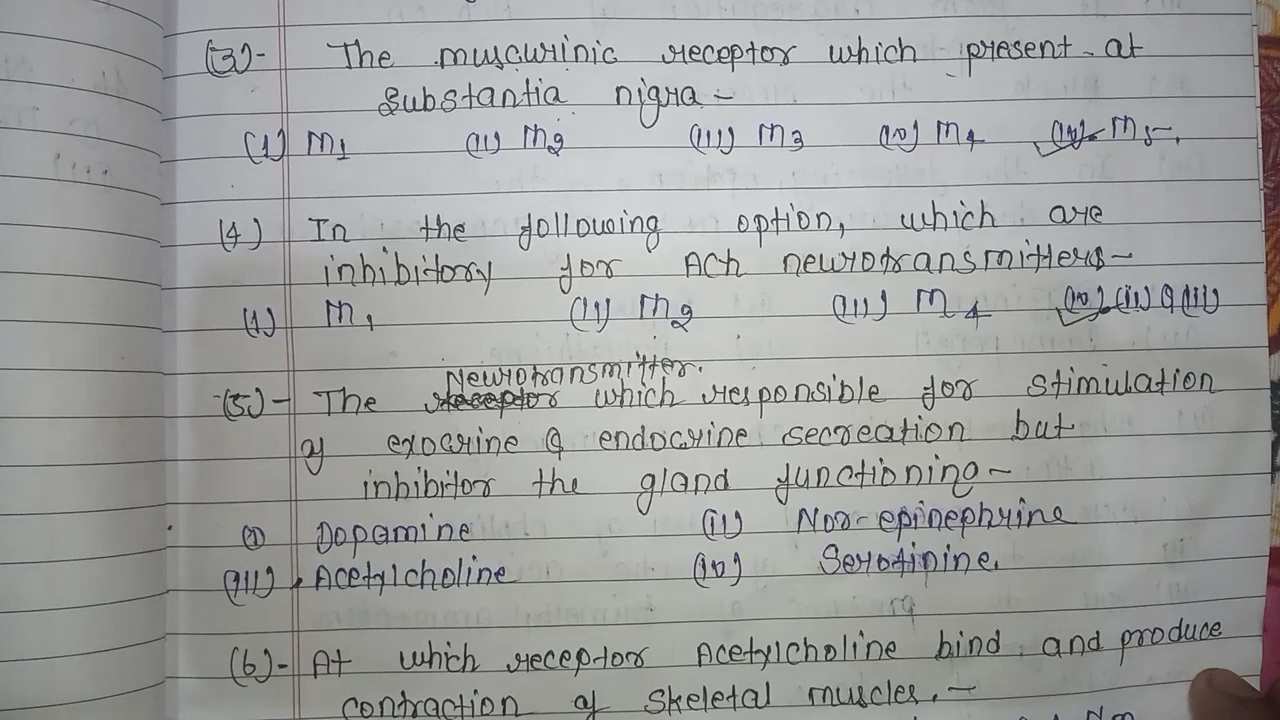 (3)- The muscurinic receptor which present at
substantia nigra -
(i) m1 (ii) m2 (iii) m3 (iv) m4 (v) m5-.
(4) In the following option, which are
inhibitory for ACh neurotransmitters-
(i) m1 (ii) m2 (iii) m4 (iv) (ii) & (iii)
Neurotransmitter.
(5)- The receptor which responsible for stimulation
of exocrine & endocrine secreation but
inhibitor the gland functioning-
(i) Dopamine (ii) Nor-epinephrine
(iii) Acetylcholine (iv) Serotinine.
(6)- At which receptor Acetylcholine bind and produce
contraction of skeletal muscles.-